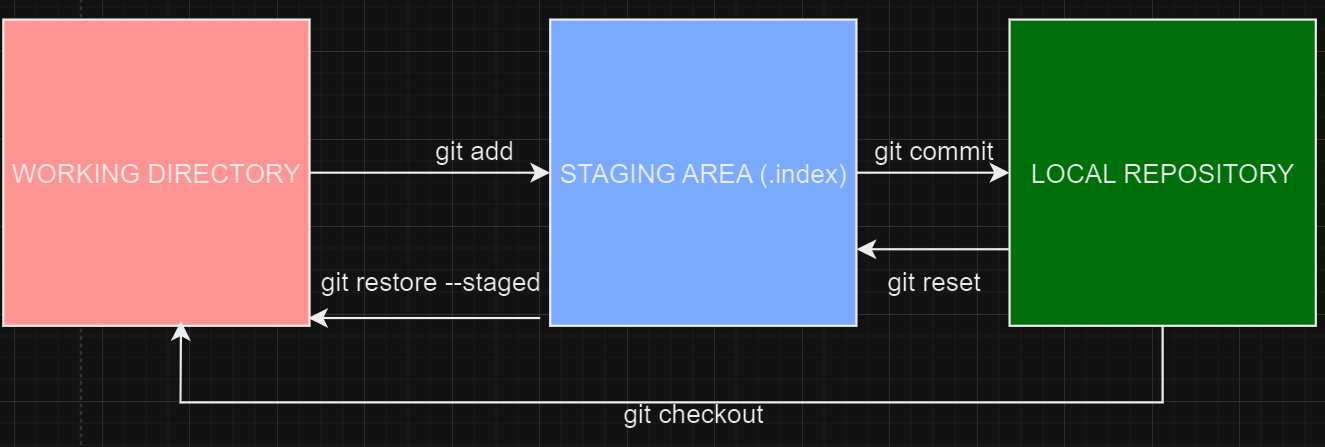 git add
git commit
WORKING DIRECTORY
STAGING AREA (.index)
LOCAL REPOSITORY
git restore --staged
git reset
git checkout